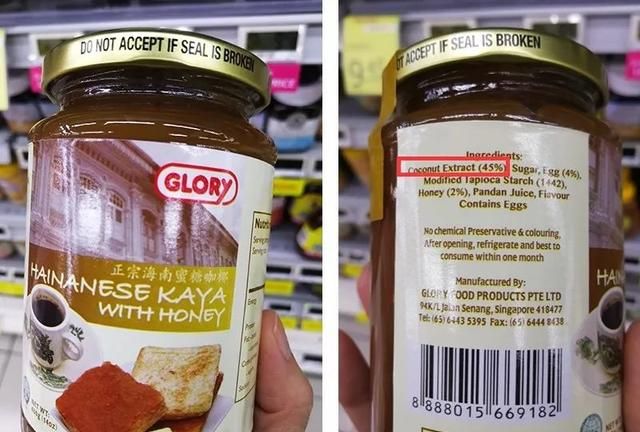 DO NOT ACCEPT IF SEAL IS BROKEN
GLORY
正宗海南蜜糖咖椰
HAINANESE KAYA
WITH HONEY
NET WT.
ACCEPT IF SEAL IS BROKEN
Ingredients:
Coconut Extract (45%), Sugar, Egg (4%),
Modified Tapioca Starch (1442),
Honey (2%), Pandan Juice, Flavour
Contains Eggs
No chemical Preservative & colouring.
After opening, refrigerate and best to
consume within one month
Manufactured By:
GLORY FOOD PRODUCTS PTE LTD
94K/L Jalan Senang, Singapore 418477
Tel: (65) 6443 5395 Fax: (65) 6444 8438
8 888015 669182
HAIN